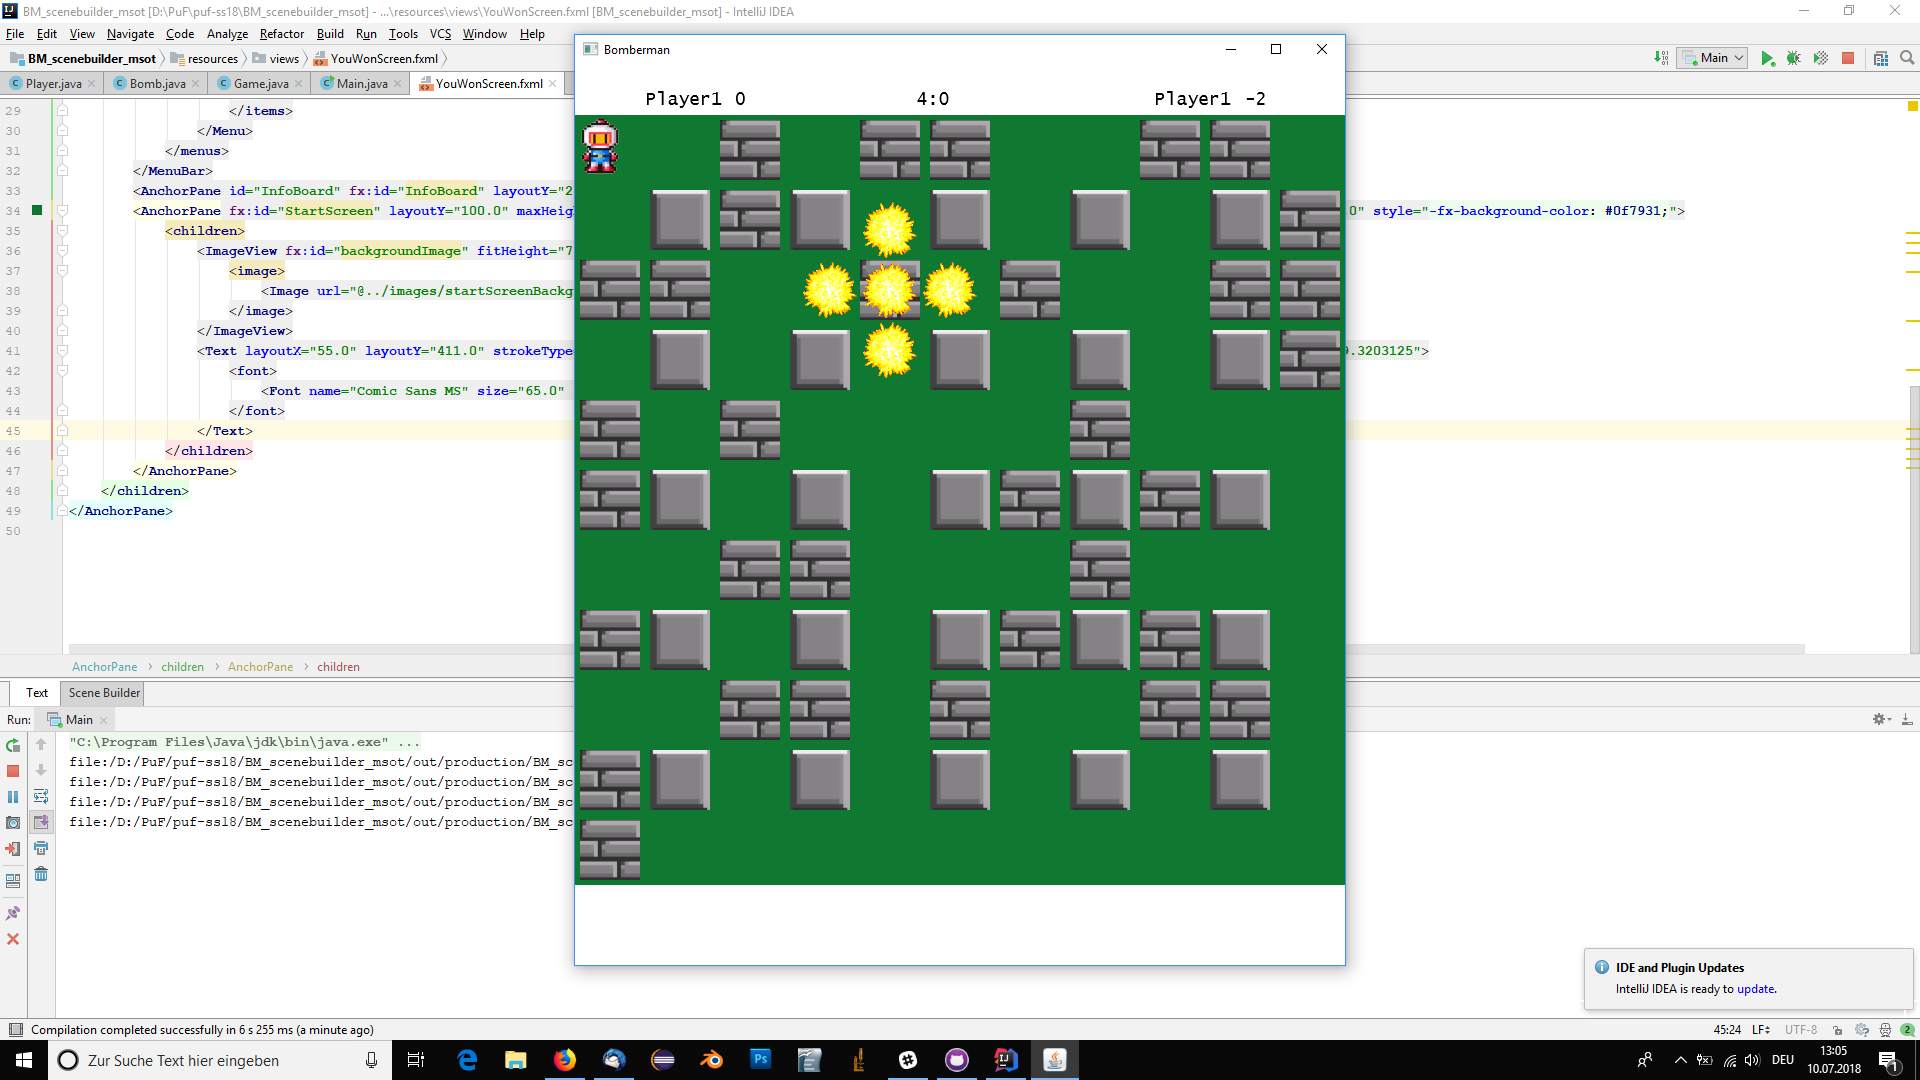 BM_scenebuilder_msot [D:\PuF\puf-ss18\BM_scenebuilder_msot] - ...\resources\views\YouWonScreen.fxml [BM_scenebuilder_msot] - IntelliJ IDEA
File Edit View Navigate Code Analyze Refactor Build Run Tools VCS Window Help
BM_scenebuilder_msot resources views YouWonScreen.fxml
Main
Player.java Bomb.java Game.java Main.java YouWonScreen.fxml
29 </items>
30 </Menu>
31 </menus>
32 </MenuBar>
33 <AnchorPane id="InfoBoard" fx:id="InfoBoard" layoutY="2
34 <AnchorPane fx:id="StartScreen" layoutY="100.0" maxHei 0" style="-fx-background-color: #0f7931;">
35 <children>
36 <ImageView fx:id="backgroundImage" fitHeight="7
37 <image>
38 <Image url="@../images/startScreenBackg
39 </image>
40 </ImageView>
41 <Text layoutX="55.0" layoutY="411.0" strokeType .3203125">
42 <font>
43 <Font name="Comic Sans MS" size="65.0"
44 </font>
45 </Text>
46 </children>
47 </AnchorPane>
48 </children>
49 </AnchorPane>
50
AnchorPane children AnchorPane children
Text Scene Builder
Run: Main
"C:\Program Files\Java\jdk\bin\java.exe" ...
file:/D:/PuF/puf-ss18/BM_scenebuilder_msot/out/production/BM_sc
file:/D:/PuF/puf-ss18/BM_scenebuilder_msot/out/production/BM_sc
file:/D:/PuF/puf-ss18/BM_scenebuilder_msot/out/production/BM_sc
file:/D:/PuF/puf-ss18/BM_scenebuilder_msot/out/production/BM_sc
Bomberman
Player1 0 4:0 Player1 -2
IDE and Plugin Updates
IntelliJ IDEA is ready to update.
Compilation completed successfully in 6 s 255 ms (a minute ago)
45:24 LF UTF-8 2
Zur Suche Text hier eingeben
DEU
13:05
10.07.2018
1